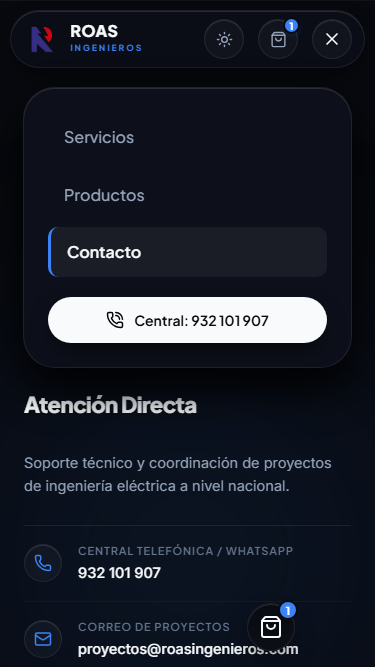 ROAS
INGENIEROS
1
Servicios
Productos
Contacto
Central: 932 101 907
Atención Directa
Soporte técnico y coordinación de proyectos
de ingeniería eléctrica a nivel nacional.
CENTRAL TELEFÓNICA / WHATSAPP
932 101 907
1
CORREO DE PROYECTOS
proyectos@roasingenieros.com